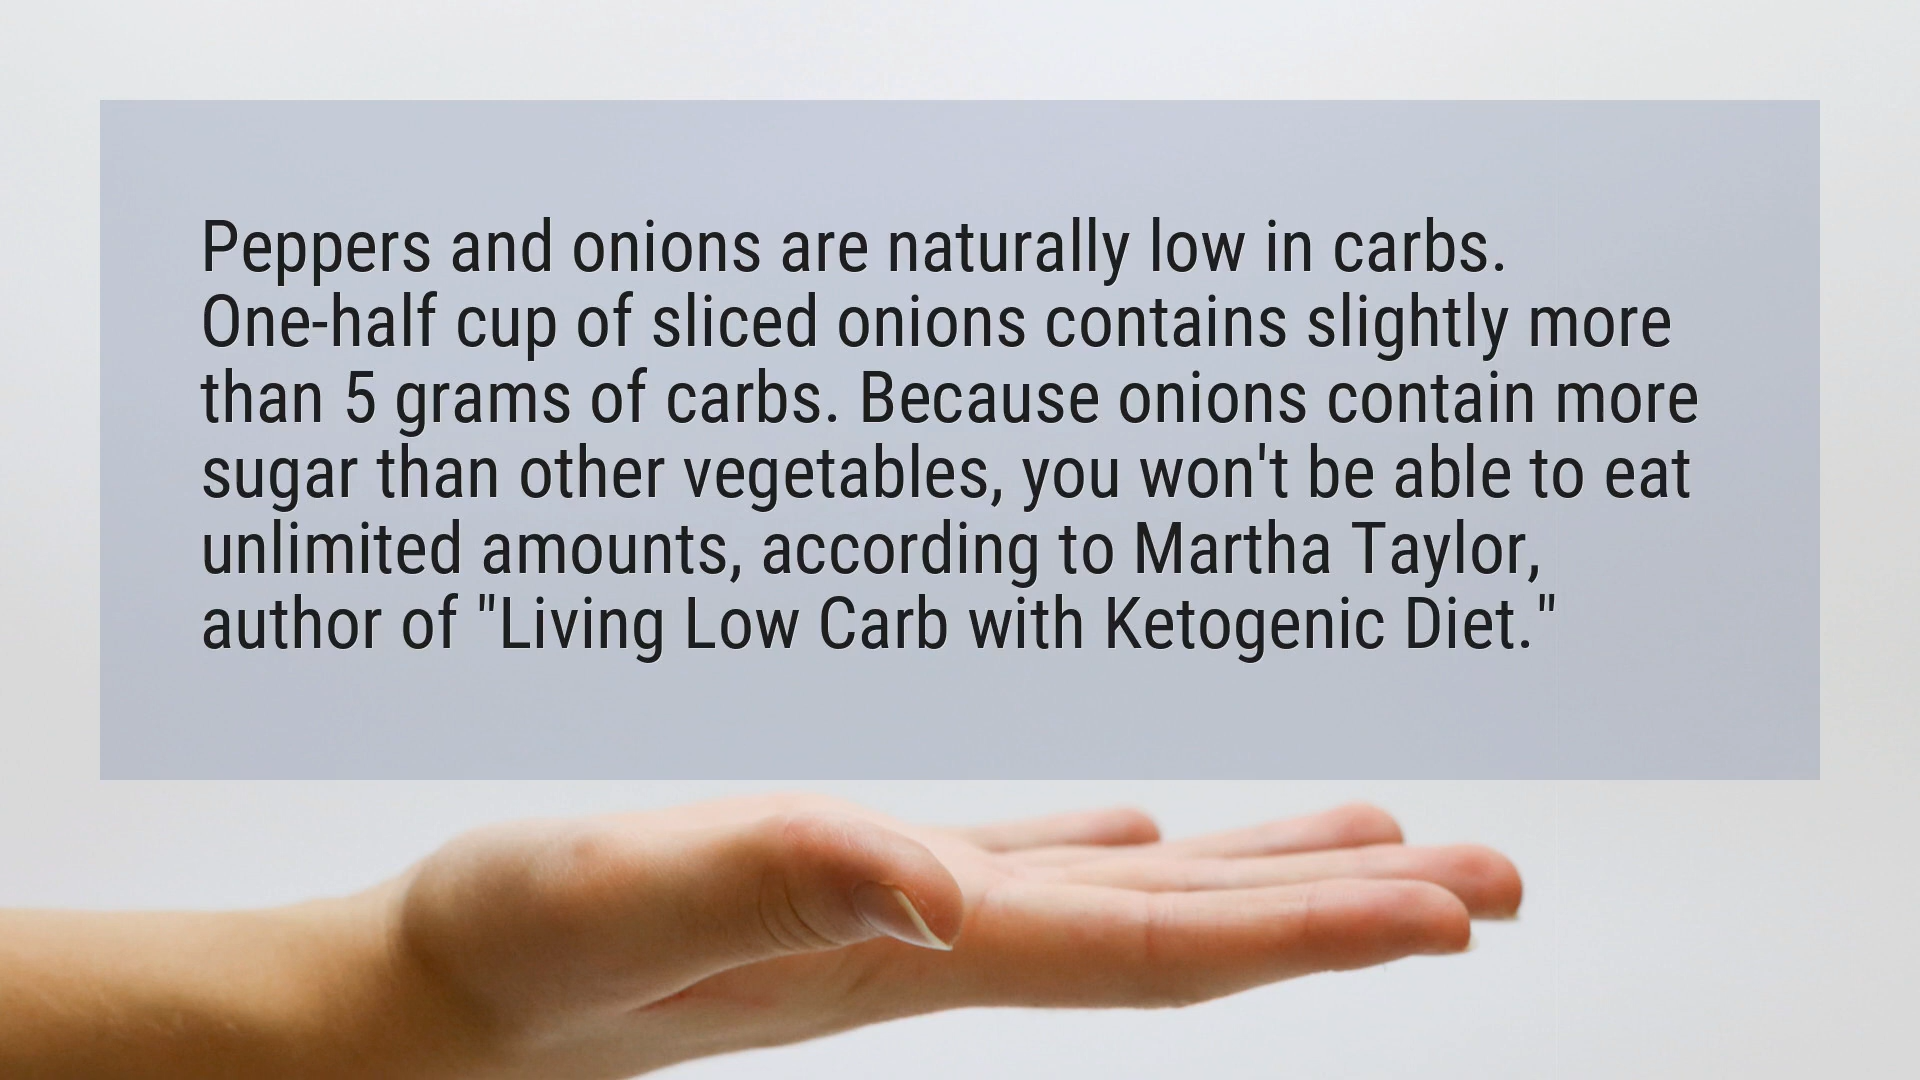 Peppers and onions are naturally low in carbs.
One-half cup of sliced onions contains slightly more
than 5 grams of carbs. Because onions contain more
sugar than other vegetables, you won't be able to eat
unlimited amounts, according to Martha Taylor,
author of "Living Low Carb with Ketogenic Diet."